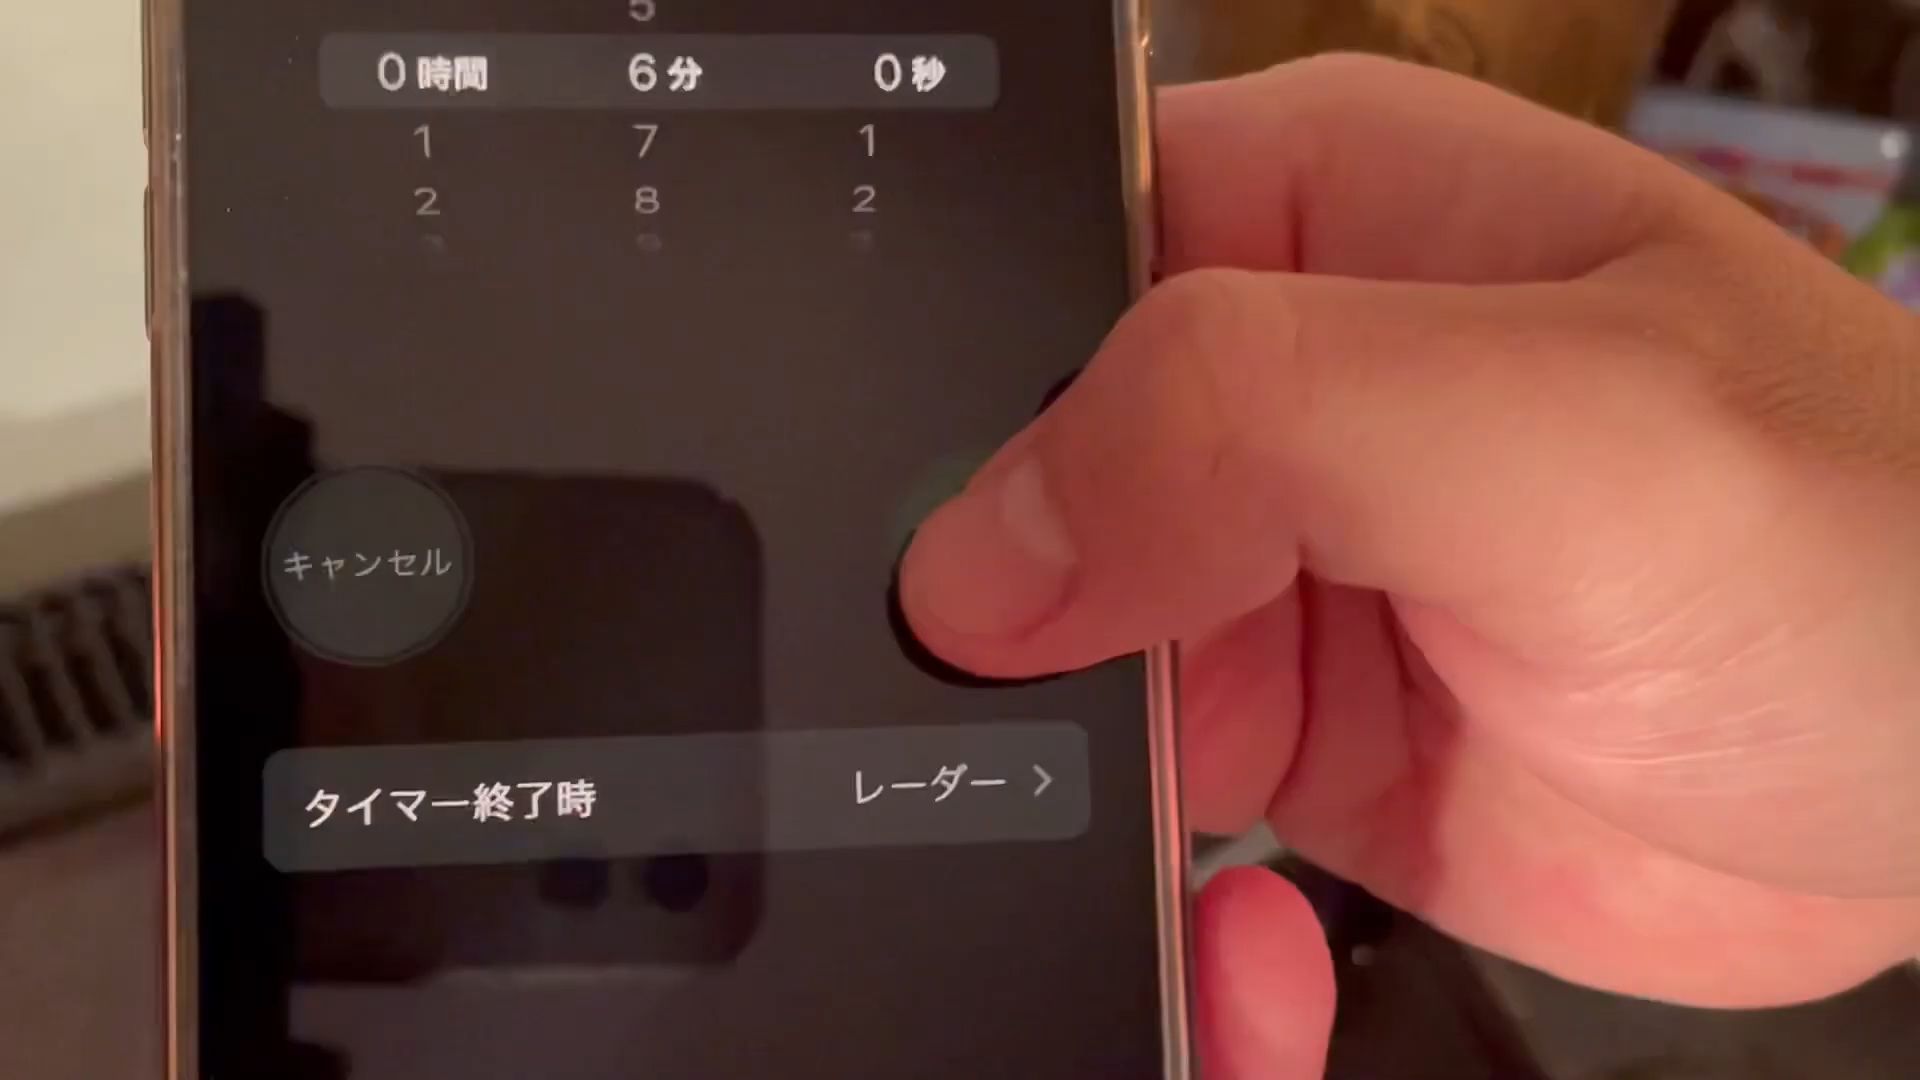 5
0 時間 6 分 0 秒
1 7 1
2 8 2
キャンセル
タイマー終了時 レーダー >